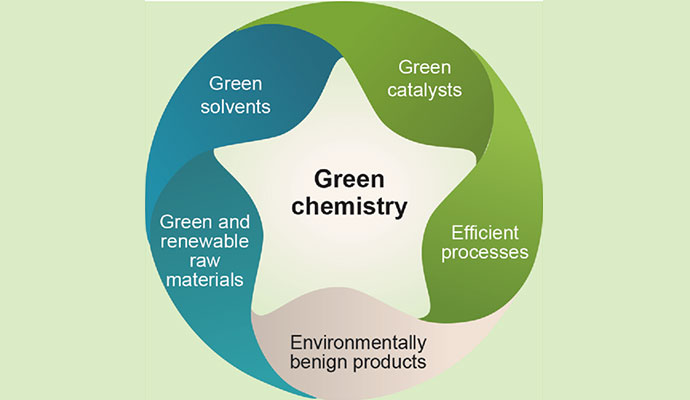 Green
solvents
Green
catalysts
Green
chemistry
Green and
renewable
raw
materials
Efficient
processes
Environmentally
benign products